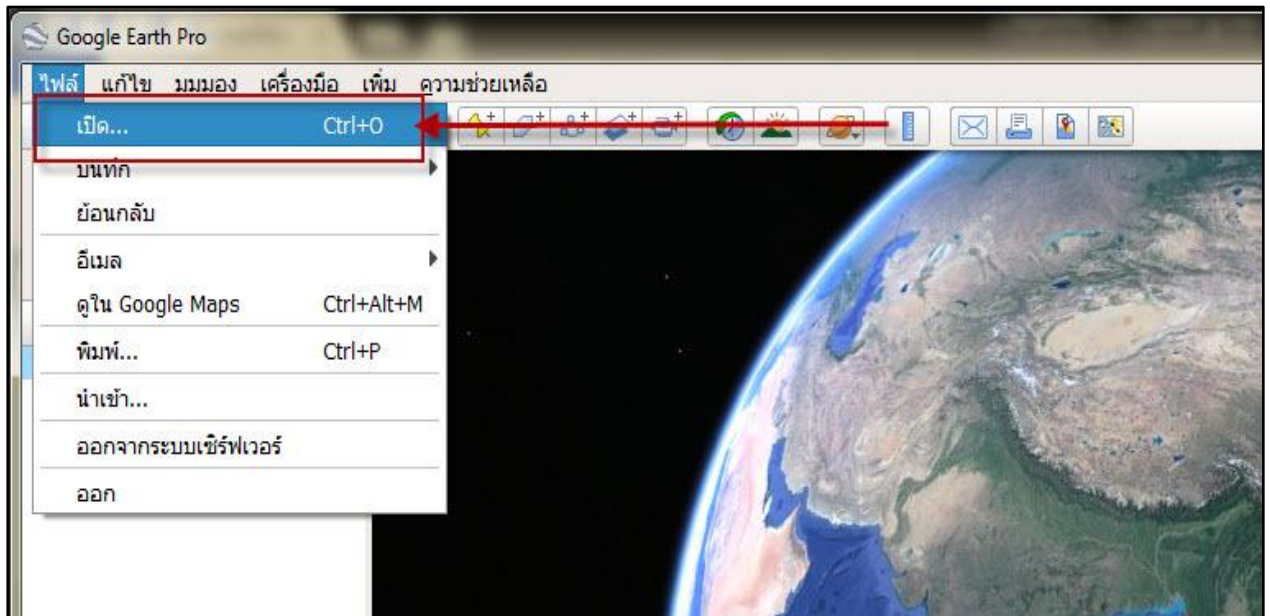 Google Earth Pro
ไฟล์ แก้ไข มุมมอง เครื่องมือ เพิ่ม ความช่วยเหลือ
เปิด... Ctrl+O
บันทึก
ย้อนกลับ
อีเมล
ดูใน Google Maps Ctrl+Alt+M
พิมพ์... Ctrl+P
นำเข้า...
ออกจากระบบเซิร์ฟเวอร์
ออก